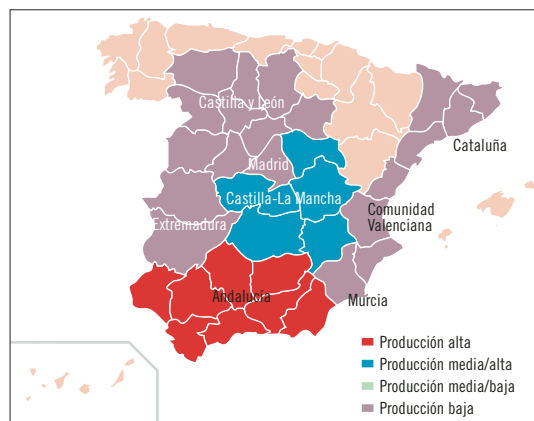 Castilla y León
Cataluña
Madrid
Castilla-La Mancha
Comunidad
Valenciana
Extremadura
Andalucía
Murcia
Producción alta
Producción media/alta
Producción media/baja
Producción baja